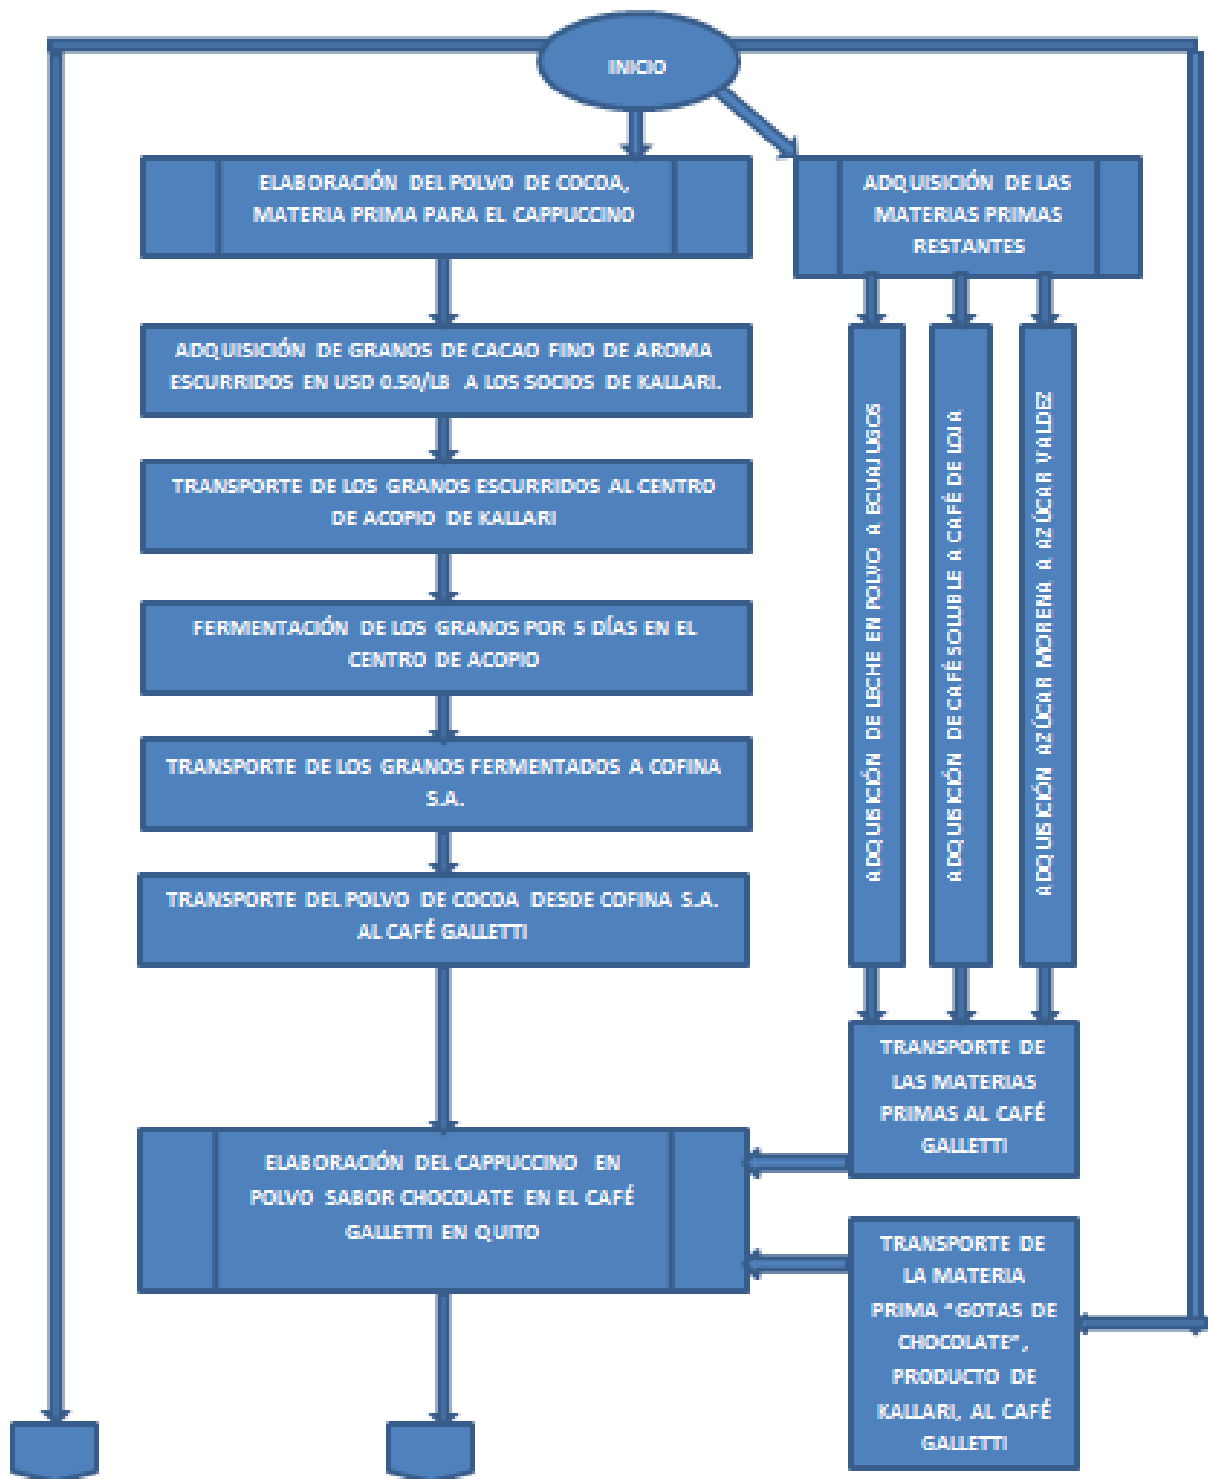 INICIO
ELABORACIÓN DEL POLVO DE COCOA,
MATERIA PRIMA PARA EL CAPPUCCINO
ADQUISICIÓN DE LAS
MATERIAS PRIMAS
RESTANTES
ADQUISICIÓN DE GRANOS DE CACAO FINO DE AROMA
ESCURRIDOS EN USD 0.50/LB A LOS SOCIOS DE KALLARI.
TRANSPORTE DE LOS GRANOS ESCURRIDOS AL CENTRO
DE ACOPIO DE KALLARI
FERMENTACIÓN DE LOS GRANOS POR 5 DÍAS EN EL
CENTRO DE ACOPIO
TRANSPORTE DE LOS GRANOS FERMENTADOS A COFINA
S.A.
TRANSPORTE DEL POLVO DE COCOA DESDE COFINA S.A.
AL CAFÉ GALLETTI
ADQUISICIÓN DE LECHE EN POLVO A ECUAJUGOS
ADQUISICIÓN DE CAFÉ SOLUBLE A CAFÉ DE LOJA
ADQUISICIÓN AZÚCAR MORENA A AZÚCAR VALDEZ
TRANSPORTE DE
LAS MATERIAS
PRIMAS AL CAFÉ
GALLETTI
ELABORACIÓN DEL CAPPUCCINO EN
POLVO SABOR CHOCOLATE EN EL CAFÉ
GALLETTI EN QUITO
TRANSPORTE DE
LA MATERIA
PRIMA "GOTAS DE
CHOCOLATE",
PRODUCTO DE
KALLARI, AL CAFÉ
GALLETTI